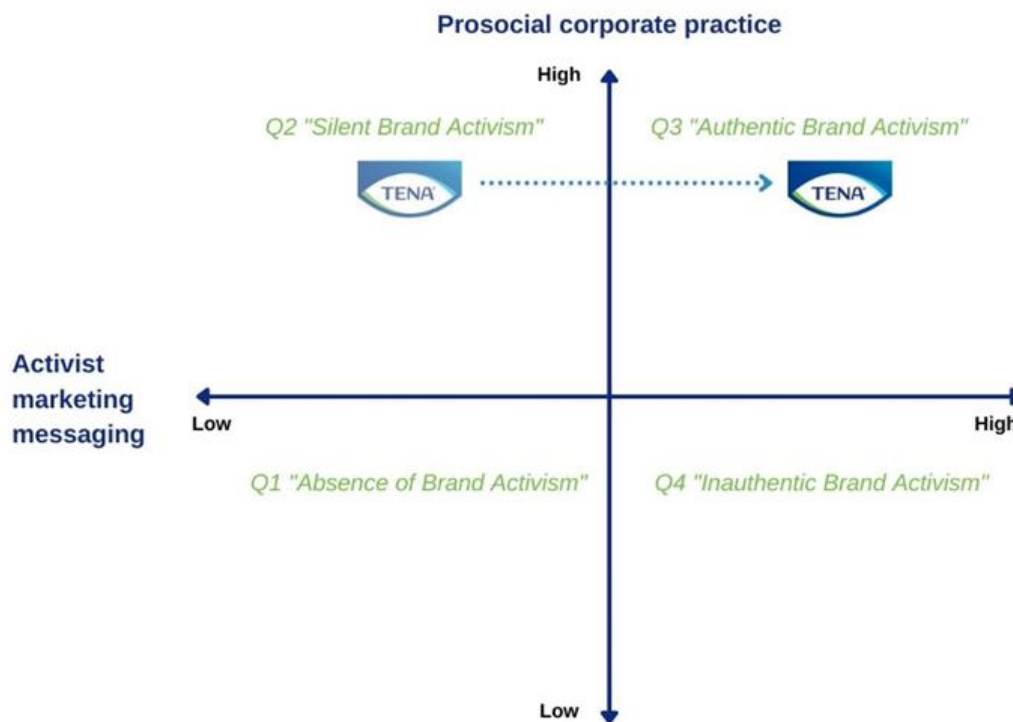 Prosocial corporate practice
High
Q2 "Silent Brand Activism"
Q3 "Authentic Brand Activism"
TENA
TENA
Activist
marketing
messaging
Low
High
Q1 "Absence of Brand Activism"
Q4 "Inauthentic Brand Activism"
Low